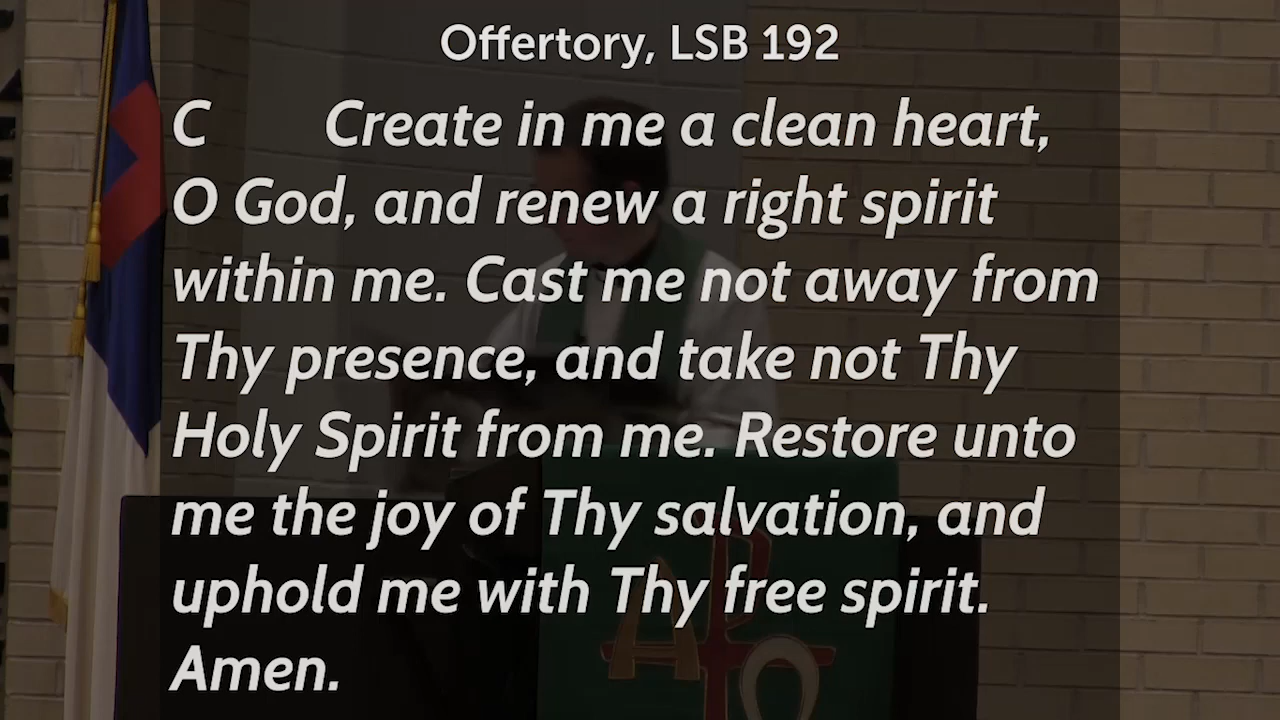 Offertory, LSB 192
C Create in me a clean heart,
O God, and renew a right spirit
within me. Cast me not away from
Thy presence, and take not Thy
Holy Spirit from me. Restore unto
me the joy of Thy salvation, and
uphold me with Thy free spirit.
Amen.